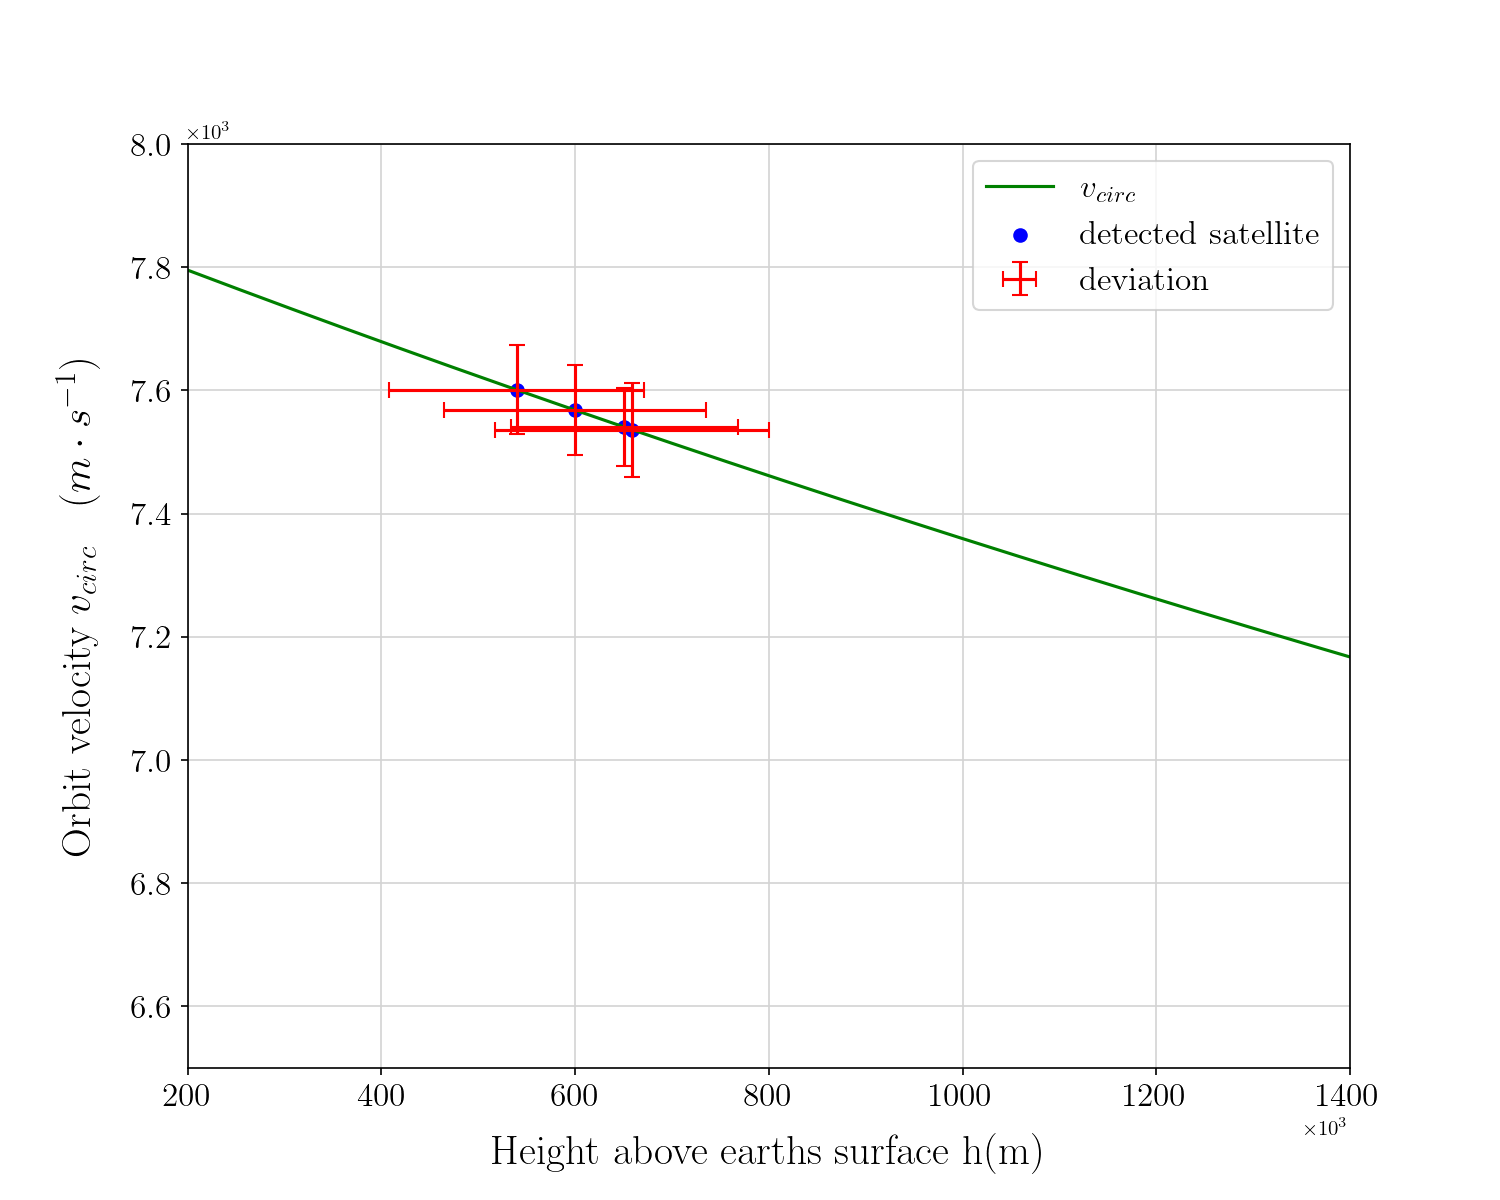 ×10³
8.0
7.8
7.6
7.4
7.2
7.0
6.8
6.6
Orbit velocity v_circ (m · s⁻¹)
v_circ
detected satellite
deviation
200 400 600 800 1000 1200 1400
×10³
Height above earths surface h(m)